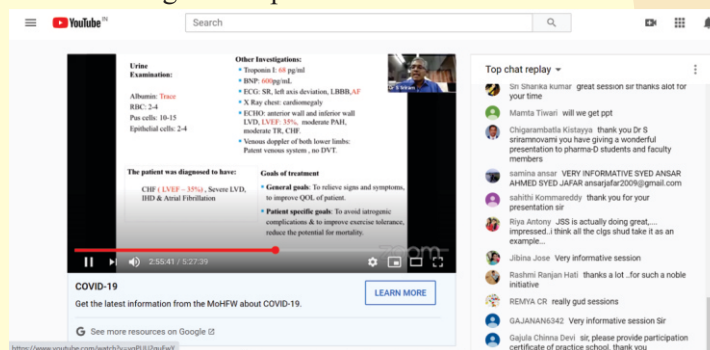 YouTube IN
Search
Urine
Examination:
Albumin: Trace
RBC: 2-4
Pus cells: 10-15
Epithelial cells: 2-4
Other Investigations:
• Troponin I: 68 pg/ml
• BNP: 600pg/mL
• ECG: SR, left axis deviation, LBBB,AF
• X Ray chest: cardiomegaly
• ECHO: anterior wall and inferior wall
LVD, LVEF: 35%, moderate PAH,
moderate TR, CHF.
• Venous doppler of both lower limbs:
Patent venous system , no DVT.
The patient was diagnosed to have:
CHF ( LVEF – 35%) , Severe LVD,
IHD & Atrial Fibrillation
Goals of treatment
• General goals: To relieve signs and symptoms,
to improve QOL of patient.
• Patient specific goals: To avoid iatrogenic
complications & to improve exercise tolerance,
reduce the potential for mortality.
zoom
2:55:41 / 5:27:39
COVID-19
Get the latest information from the MoHFW about COVID-19.
LEARN MORE
G See more resources on Google
Top chat replay
Sri Sharika kumar great session sir thanks alot for
your time
Mamta Tiwari will we get ppt
Chigarambatla Kistayya thank you Dr S
sriramnovami you have giving a wonderful
presentation to pharma-D students and faculty
members
samina ansar VERY INFORMATIVE SYED ANSAR
AHMED SYED JAFAR ansarjafar2009@gmail.com
sahithi Kommareddy thank you for your
presentation sir
Riya Antony JSS is actually doing great,...
impressed..i think all the clgs shud take it as an
example...
Jibina Jose Very informative session
Rashmi Ranjan Hati thanks a lot ..for such a noble
initiative
REMYA CR really gud sessions
GAJANAN6342 Very informative session Sir
Gajula Chinna Devi sir, please provide participation
certificate of practice school, thank you